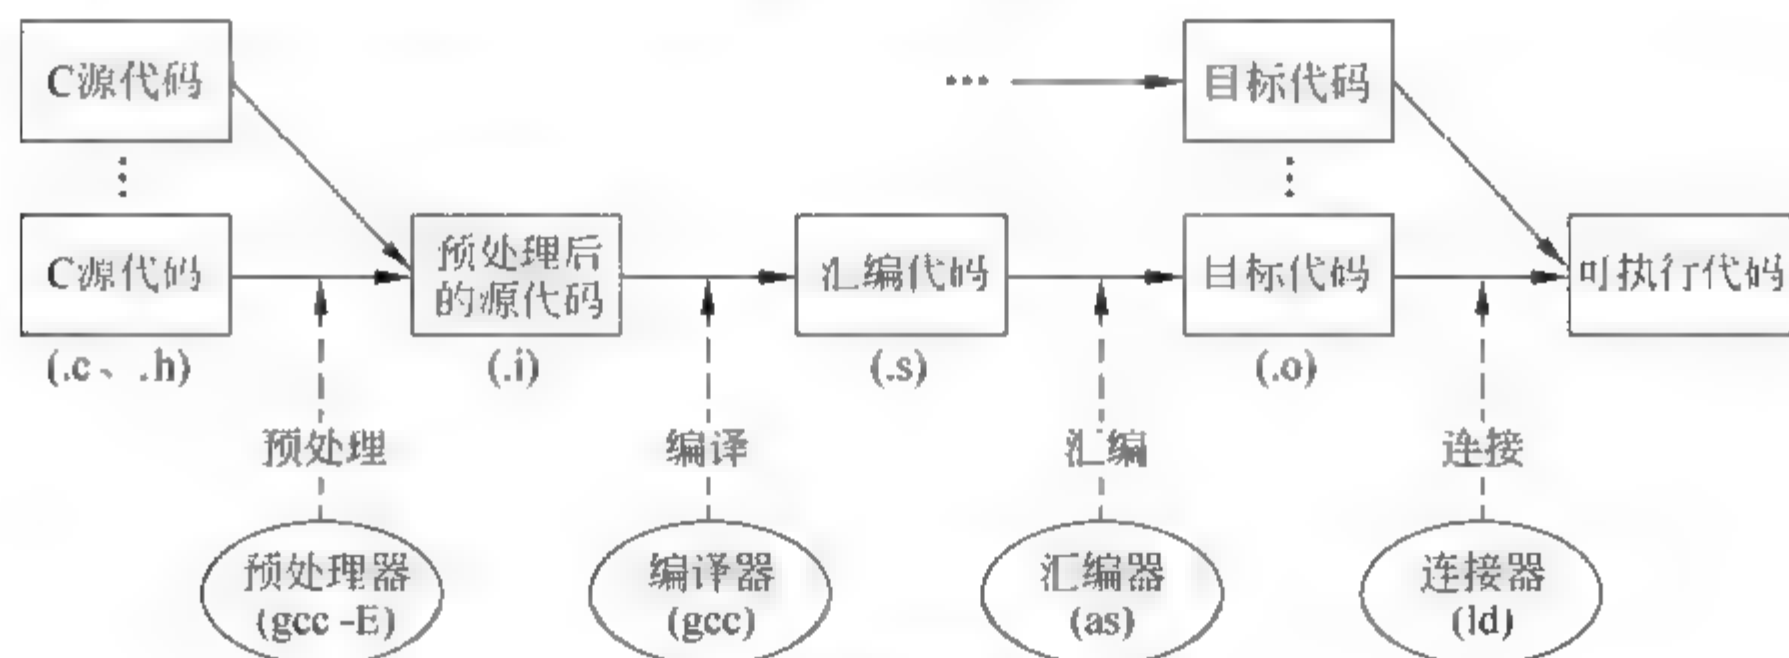 C源代码
… 
目标代码
⋮
⋮
C源代码
预处理后
的源代码
汇编代码
目标代码
可执行代码
(.c、.h)
(.i)
(.s)
(.o)
预处理
编译
汇编
连接
预处理器
(gcc -E)
编译器
(gcc)
汇编器
(as)
连接器
(ld)